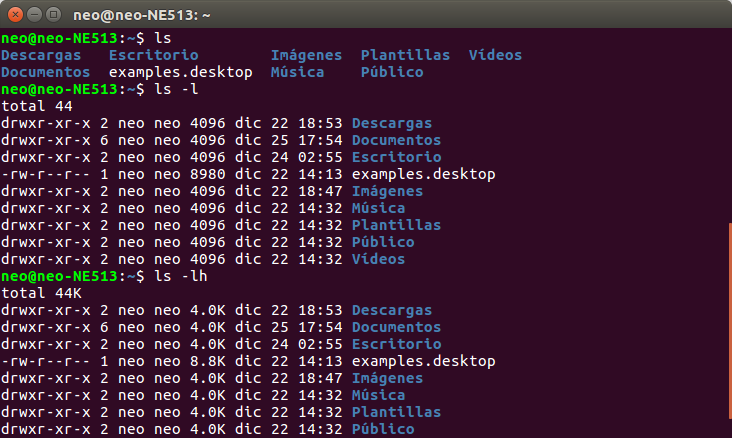 neo@neo-NE513: ~
neo@neo-NE513:~$ ls
Descargas   Escritorio        Imágenes  Plantillas  Vídeos
Documentos  examples.desktop  Música    Público
neo@neo-NE513:~$ ls -l
total 44
drwxr-xr-x 2 neo neo 4096 dic 22 18:53 Descargas
drwxr-xr-x 6 neo neo 4096 dic 25 17:54 Documentos
drwxr-xr-x 2 neo neo 4096 dic 24 02:55 Escritorio
-rw-r--r-- 1 neo neo 8980 dic 22 14:13 examples.desktop
drwxr-xr-x 2 neo neo 4096 dic 22 18:47 Imágenes
drwxr-xr-x 2 neo neo 4096 dic 22 14:32 Música
drwxr-xr-x 2 neo neo 4096 dic 22 14:32 Plantillas
drwxr-xr-x 2 neo neo 4096 dic 22 14:32 Público
drwxr-xr-x 2 neo neo 4096 dic 22 14:32 Vídeos
neo@neo-NE513:~$ ls -lh
total 44K
drwxr-xr-x 2 neo neo 4.0K dic 22 18:53 Descargas
drwxr-xr-x 6 neo neo 4.0K dic 25 17:54 Documentos
drwxr-xr-x 2 neo neo 4.0K dic 24 02:55 Escritorio
-rw-r--r-- 1 neo neo 8.8K dic 22 14:13 examples.desktop
drwxr-xr-x 2 neo neo 4.0K dic 22 18:47 Imágenes
drwxr-xr-x 2 neo neo 4.0K dic 22 14:32 Música
drwxr-xr-x 2 neo neo 4.0K dic 22 14:32 Plantillas
drwxr-xr-x 2 neo neo 4.0K dic 22 14:32 Público